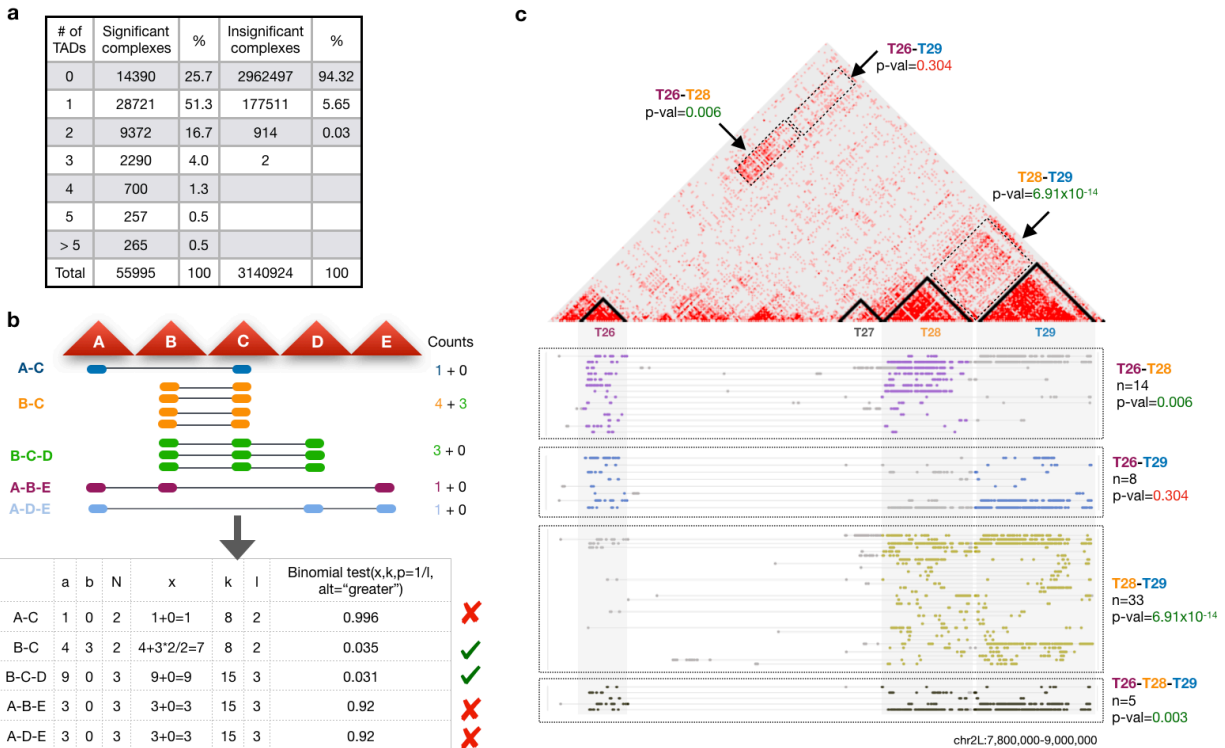 a
# of TADs Significant complexes % Insignificant complexes %
0 14390 25.7 2962497 94.32
1 28721 51.3 177511 5.65
2 9372 16.7 914 0.03
3 2290 4.0 2
4 700 1.3
5 257 0.5
> 5 265 0.5
Total 55995 100 3140924 100
b
A B C D E Counts
A-C 1 + 0
B-C 4 + 3
B-C-D 3 + 0
A-B-E 1 + 0
A-D-E 1 + 0
a b N x k l Binomial test(x,k,p=1/l, alt=“greater”)
A-C 1 0 2 1+0=1 8 2 0.996 ✘
B-C 4 3 2 4+3*2/2=7 8 2 0.035 ✓
B-C-D 9 0 3 9+0=9 15 3 0.031 ✓
A-B-E 3 0 3 3+0=3 15 3 0.92 ✘
A-D-E 3 0 3 3+0=3 15 3 0.92 ✘
c
T26-T29
p-val=0.304
T26-T28
p-val=0.006
T28-T29
p-val=6.91x10⁻¹⁴
T26 T27 T28 T29
T26-T28
n=14
p-val=0.006
T26-T29
n=8
p-val=0.304
T28-T29
n=33
p-val=6.91x10⁻¹⁴
T26-T28-T29
n=5
p-val=0.003
chr2L:7,800,000-9,000,000